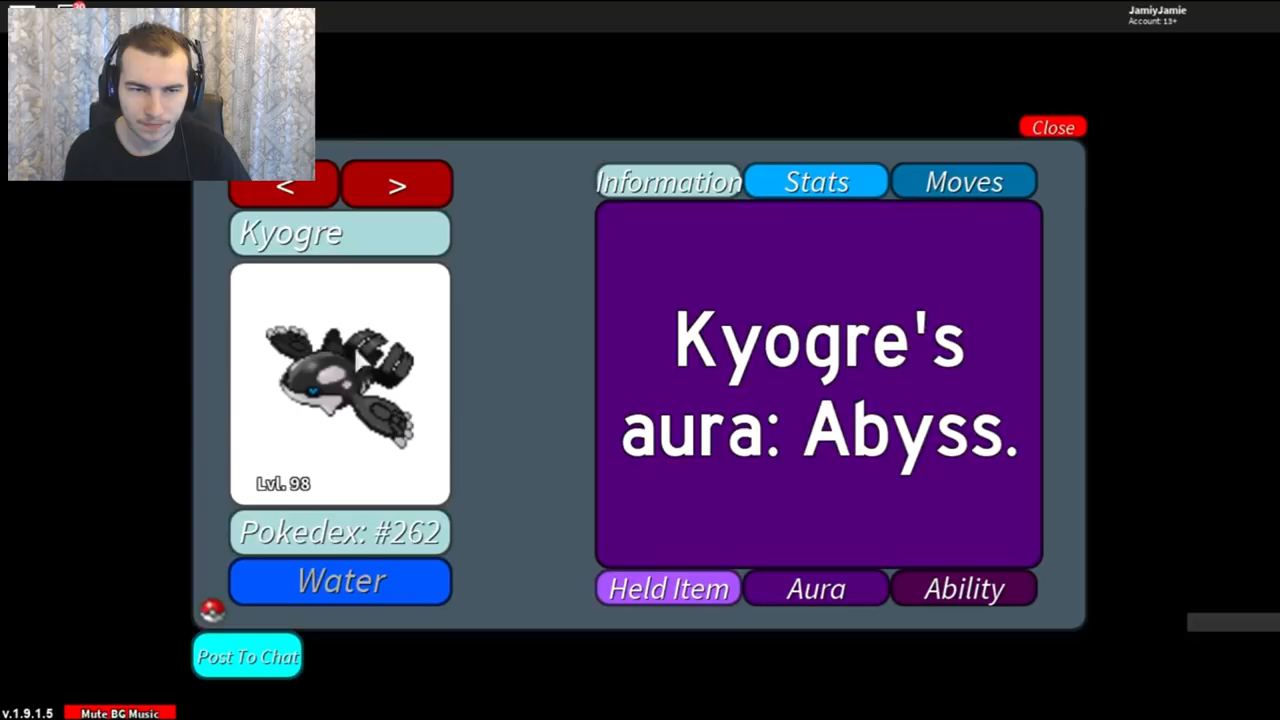 20
JamiyJamie
Account: 13+
Close
< >
Information Stats Moves
Kyogre
Kyogre's
aura: Abyss.
Lvl. 98
Pokedex: #262
Water
Held Item Aura Ability
Post To Chat
v.1.9.1.5 Mute BG Music